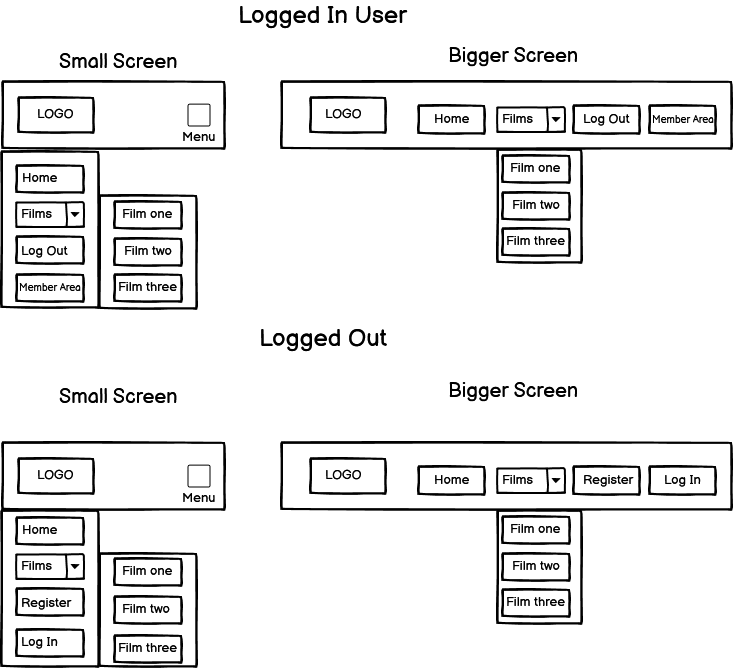 Logged In User
Small Screen
Bigger Screen
LOGO
Menu
Home
Films
Log Out
Member Area
Film one
Film two
Film three
LOGO
Home
Films
Log Out
Member Area
Film one
Film two
Film three
Logged Out
Small Screen
Bigger Screen
LOGO
Menu
Home
Films
Register
Log In
Film one
Film two
Film three
LOGO
Home
Films
Register
Log In
Film one
Film two
Film three